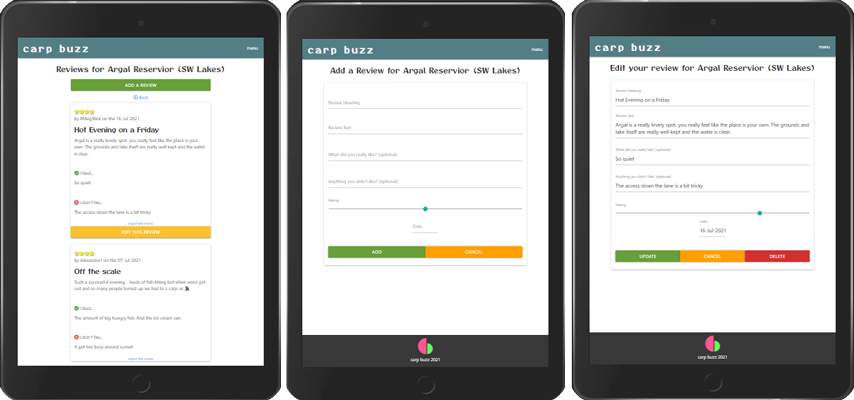 carp buzz
menu
Reviews for Argal Reservior (SW Lakes)
ADD A REVIEW
Back
by BMagStick on the 16 Jul 2021
Hot Evening on a Friday
Argal is a really lovely spot, you really feel like the place is your
own. The grounds and lake itself are really well kept and the water
is clear.
I liked...
So quiet
I didn't like...
The access down the lane is a bit tricky
report this review
EDIT THIS REVIEW
by Alexandra1 on the 07 Jul 2021
Off the scale
Such a successful evening - loads of fish biting but when word got
out and so many people turned up we had to s carp er
I liked...
The amount of big hungry fish. And the ice cream van.
I didn't like...
It got too busy around sunset
report this review
carp buzz
menu
Add a Review for Argal Reservior (SW Lakes)
Review Heading
Review Text
What did you really like? (optional)
Anything you didn't like? (optional)
Rating
Date
ADD
CANCEL
carp buzz 2021
carp buzz
menu
Edit your review for Argal Reservior (SW Lakes)
Review Heading
Hot Evening on a Friday
Review Text
Argal is a really lovely spot, you really feel like the place is your own. The grounds and
lake itself are really well kept and the water is clear.
What did you really like? (optional)
So quiet
Anything you didn't like? (optional)
The access down the lane is a bit tricky
Rating
Date
16 Jul 2021
UPDATE
CANCEL
DELETE
carp buzz 2021